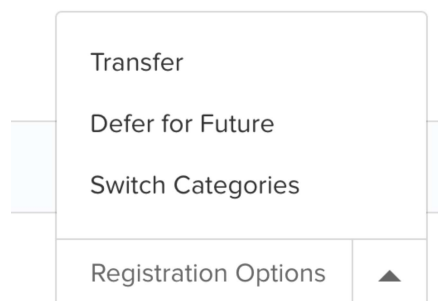 Transfer
Defer for Future
Switch Categories
Registration Options